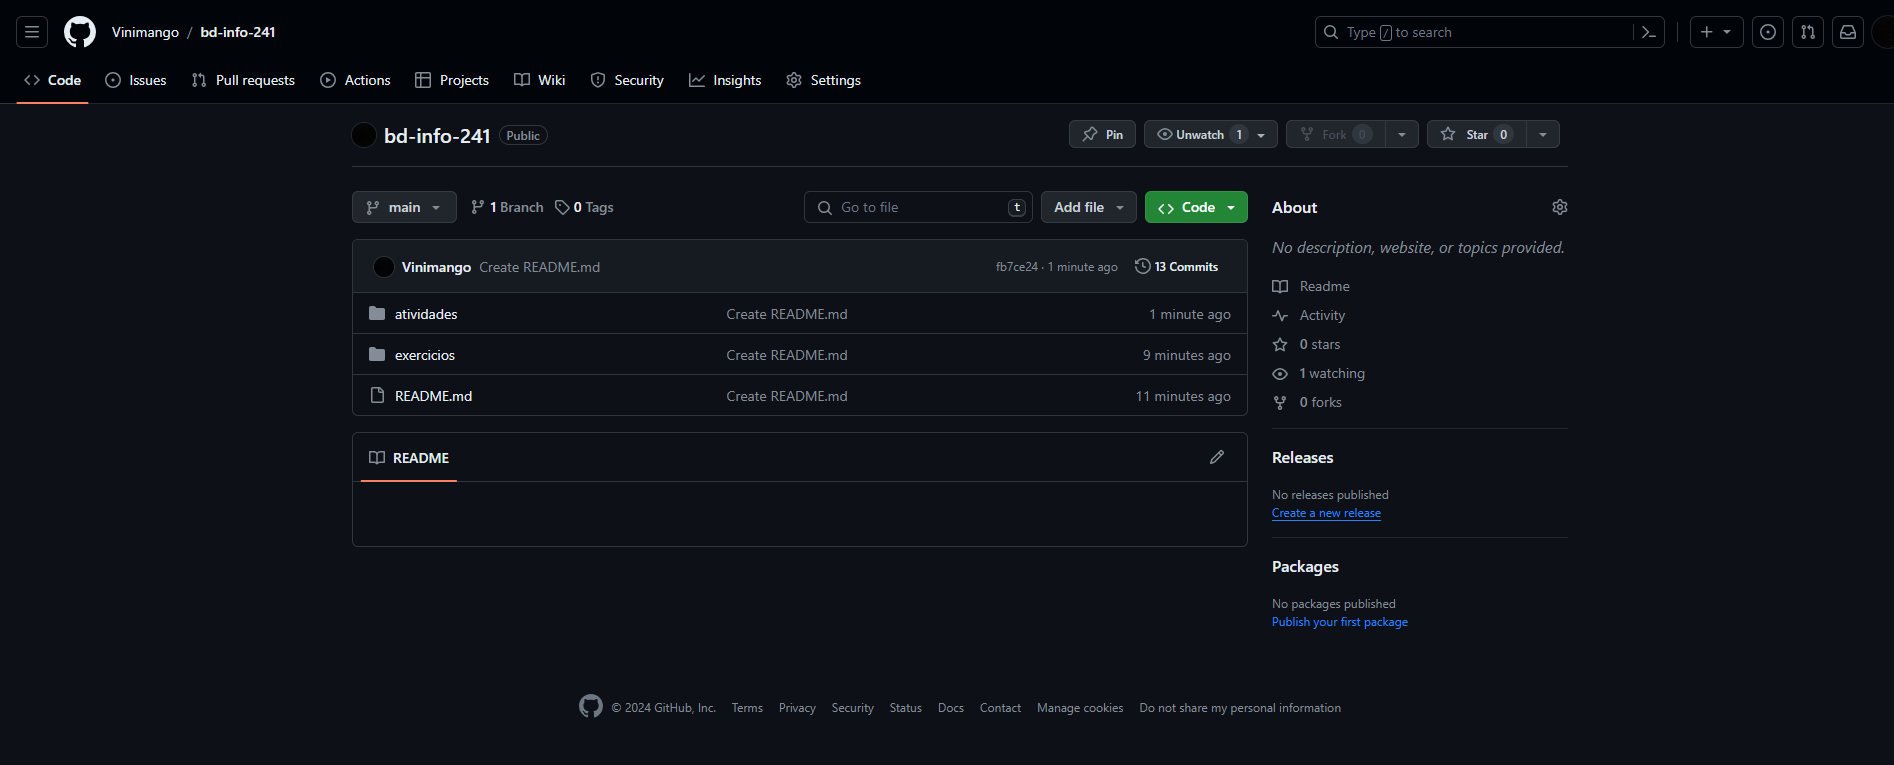 Vinimango / bd-info-241
Type / to search
Code Issues Pull requests Actions Projects Wiki Security Insights Settings
bd-info-241 Public
Pin Unwatch 1 Fork 0 Star 0
main 1 Branch 0 Tags Go to file t Add file Code
Vinimango Create README.md fb7ce24 · 1 minute ago 13 Commits
atividades Create README.md 1 minute ago
exercicios Create README.md 9 minutes ago
README.md Create README.md 11 minutes ago
README
About
No description, website, or topics provided.
Readme
Activity
0 stars
1 watching
0 forks
Releases
No releases published
Create a new release
Packages
No packages published
Publish your first package
© 2024 GitHub, Inc. Terms Privacy Security Status Docs Contact Manage cookies Do not share my personal information